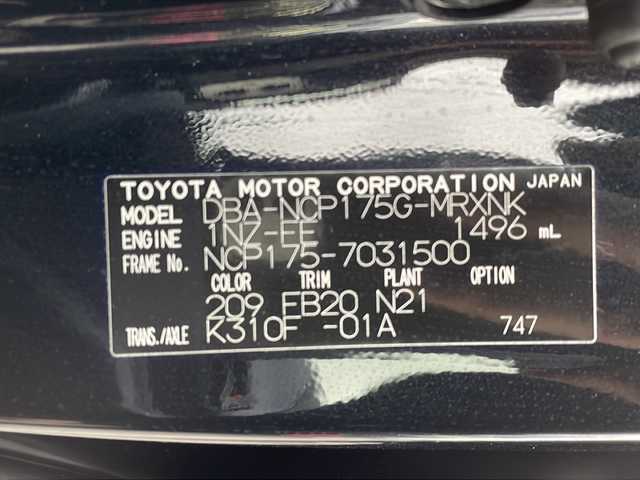 TOYOTA MOTOR CORPORATION JAPAN
MODEL DBA-NCP175G-MRXNK
ENGINE 1NZ-FE 1496 mL
FRAME No. NCP175-7031500
COLOR TRIM PLANT OPTION
209 FB20 N21
TRANS./AXLE K310F -01A 747